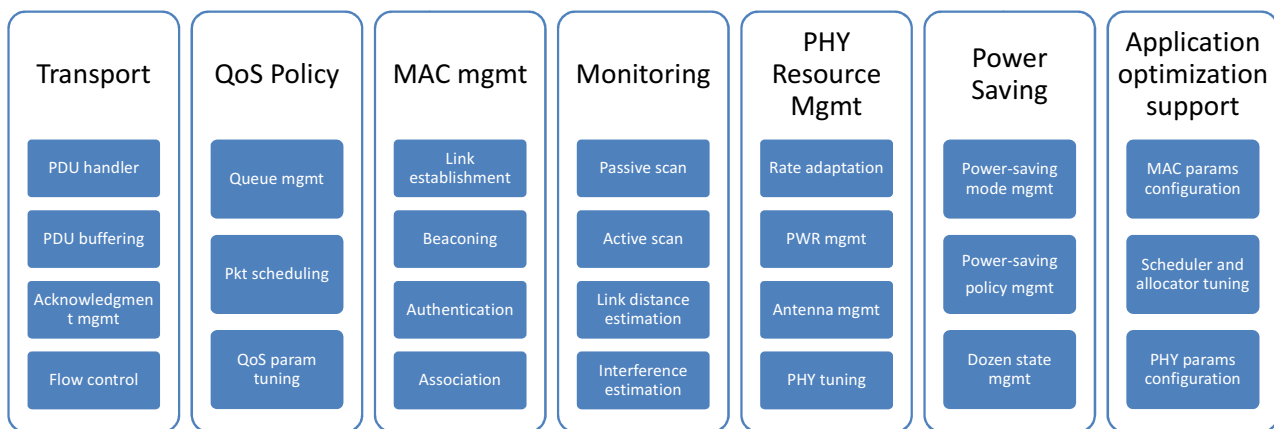 Transport
PDU handler
PDU buffering
Acknowledgmen
t mgmt
Flow control
QoS Policy
Queue mgmt
Pkt scheduling
QoS param
tuning
MAC mgmt
Link
establishment
Beaconing
Authentication
Association
Monitoring
Passive scan
Active scan
Link distance
estimation
Interference
estimation
PHY
Resource
Mgmt
Rate adaptation
PWR mgmt
Antenna mgmt
PHY tuning
Power
Saving
Power-saving
mode mgmt
Power-saving
policy mgmt
Dozen state
mgmt
Application
optimization
support
MAC params
configuration
Scheduler and
allocator tuning
PHY params
configuration